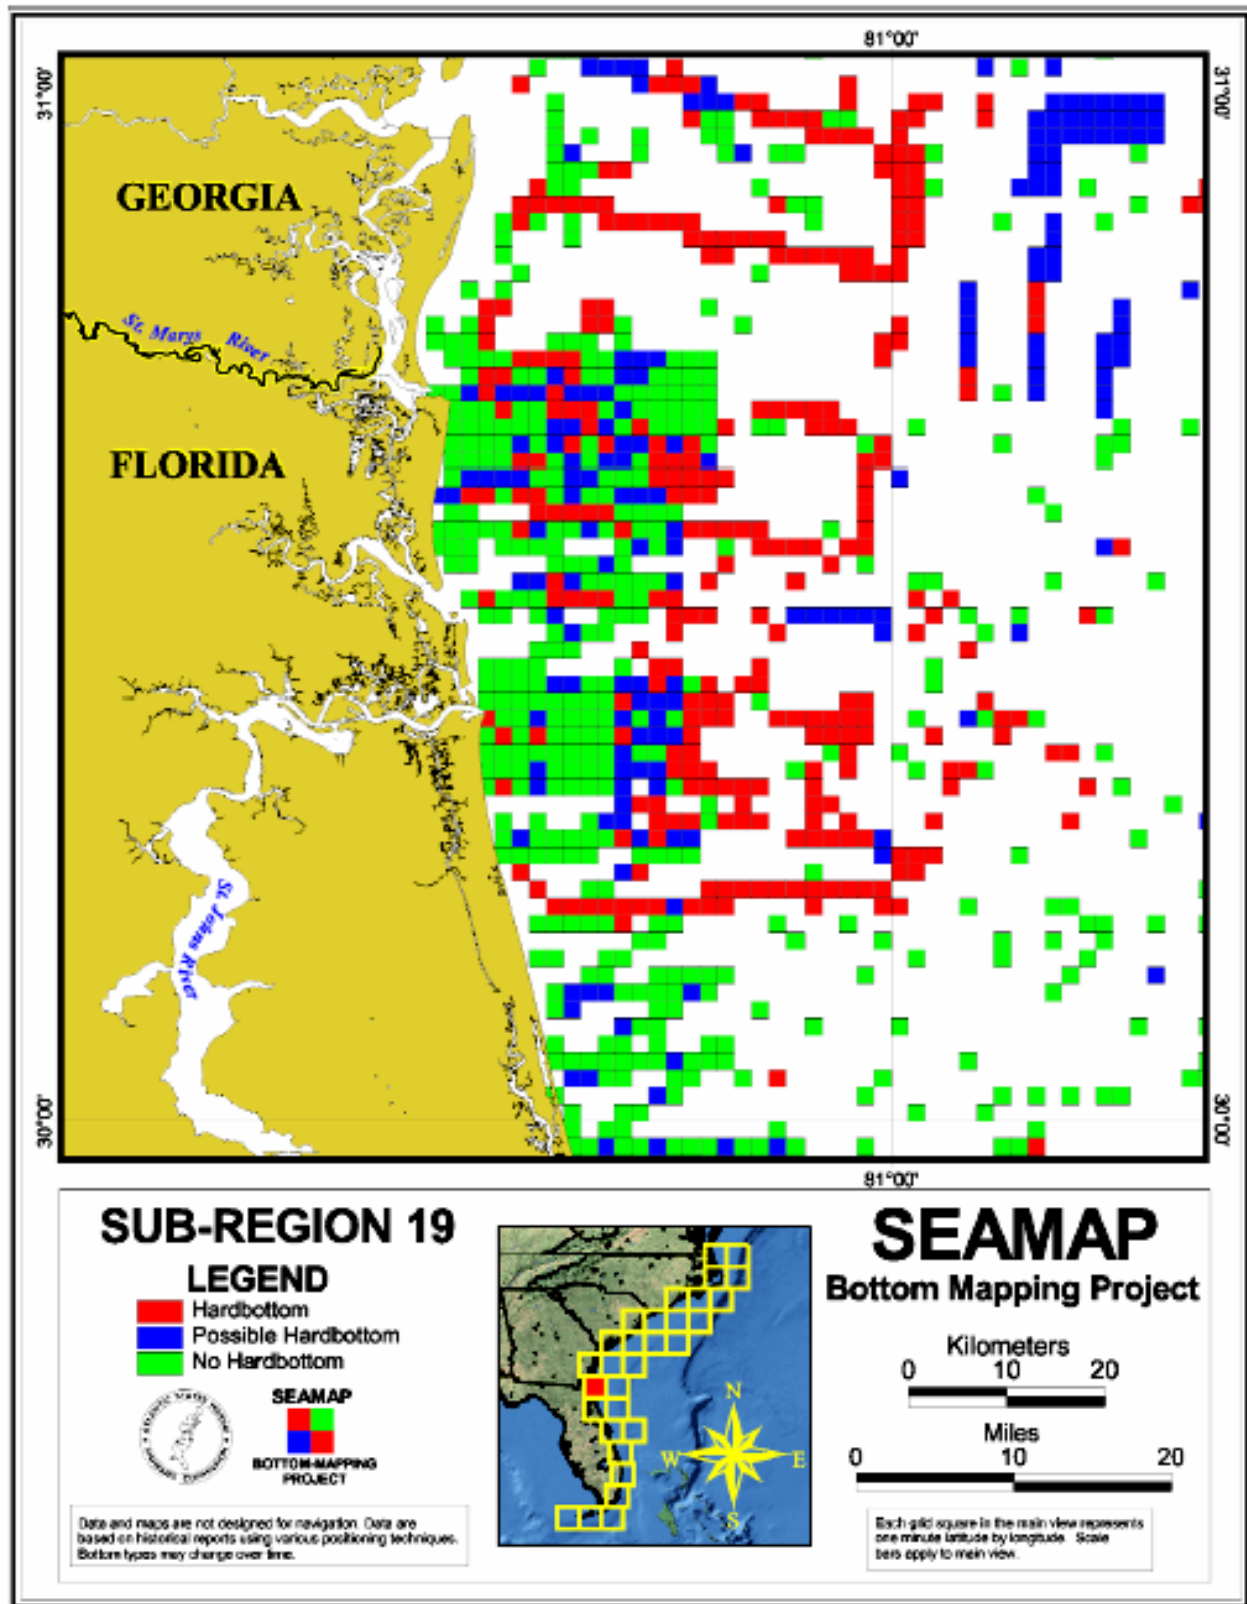 81°00'
31°00'
31°00'
GEORGIA
St. Marys River
FLORIDA
St. Johns River
30°00'
30°00'
81°00'
SUB-REGION 19
LEGEND
Hardbottom
Possible Hardbottom
No Hardbottom
SEAMAP
BOTTOM-MAPPING
PROJECT
Data and maps are not designed for navigation. Data are
based on historical reports using various positioning techniques.
Bottom types may change over time.
N
W
E
S
SEAMAP
Bottom Mapping Project
Kilometers
0 10 20
Miles
0 10 20
Each grid square in the main view represents
one minute latitude by longitude. Scale
bars apply to main view.